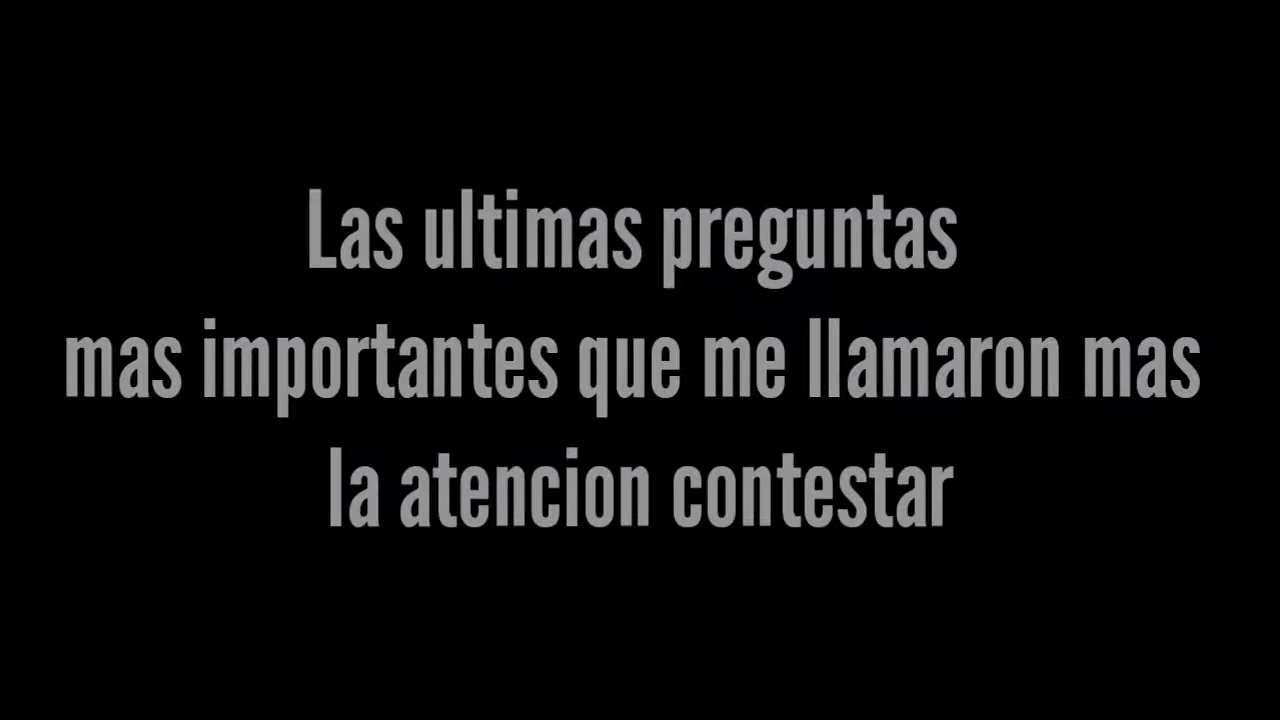 Las ultimas preguntas
mas importantes que me llamaron mas
la atencion contestar